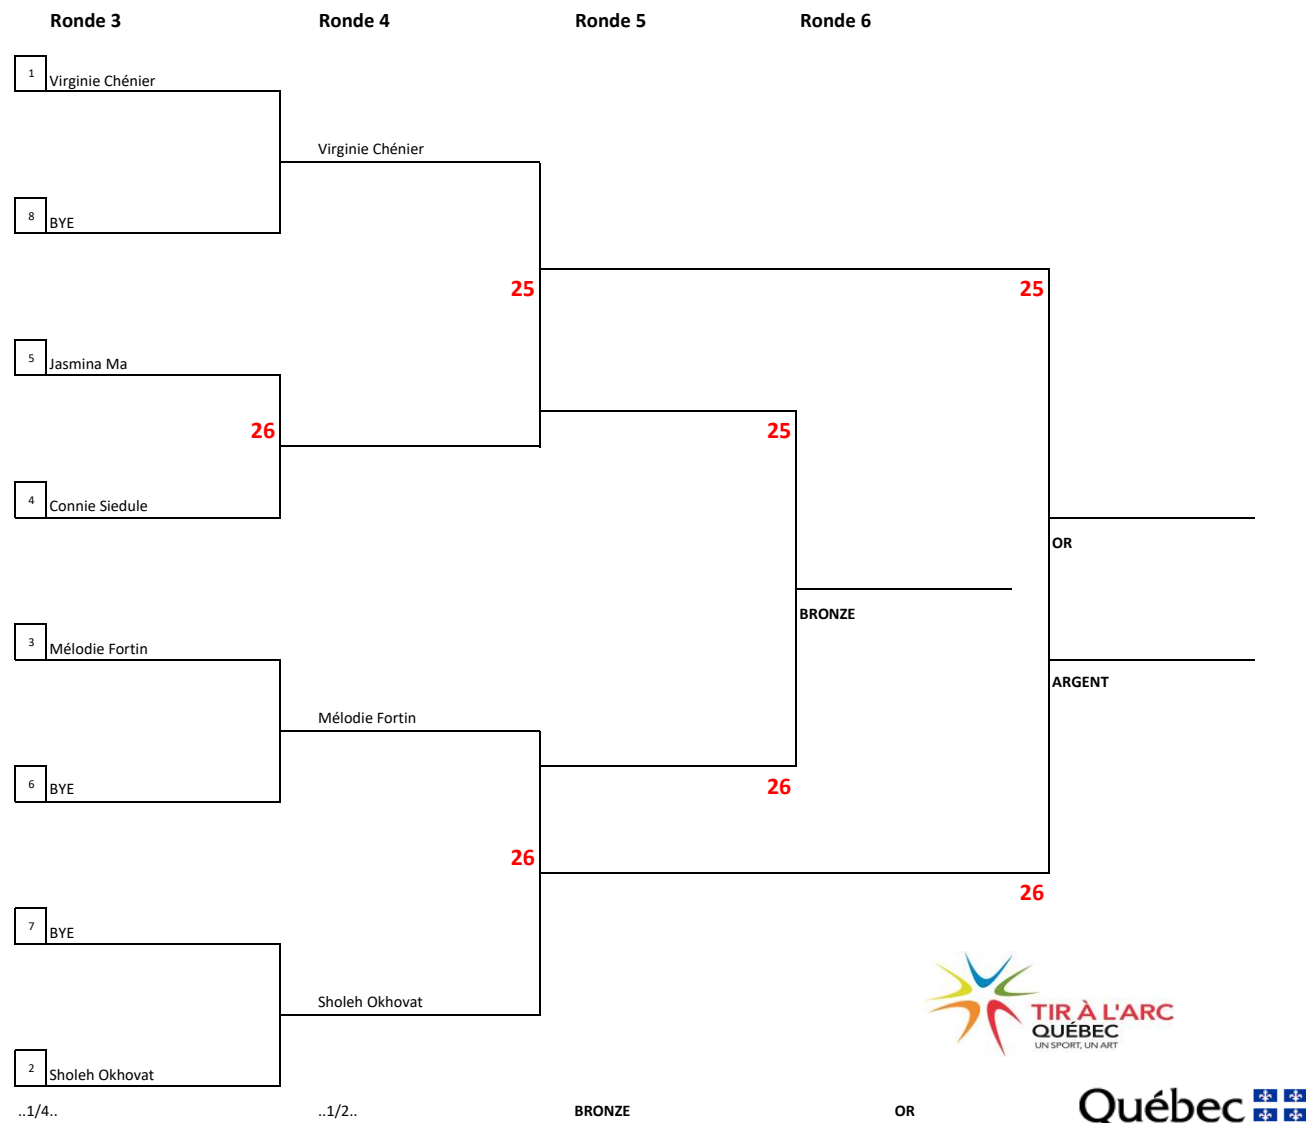 Ronde 3 Ronde 4 Ronde 5 Ronde 6
1 Virginie Chénier
Virginie Chénier
8 BYE
25 25
5 Jasmina Ma
26 25
4 Connie Siedule
OR
BRONZE
3 Mélodie Fortin
ARGENT
Mélodie Fortin
6 BYE
26
26
26
7 BYE
Sholeh Okhovat
TIR À L'ARC
QUÉBEC
UN SPORT, UN ART
2 Sholeh Okhovat
..1/4.. ..1/2.. BRONZE OR
Québec